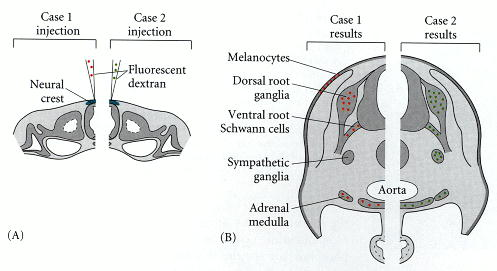 Case 1
injection
Case 2
injection
Fluorescent
dextran
Neural
crest
(A)
Case 1
results
Case 2
results
Melanocytes
Dorsal root
ganglia
Ventral root
Schwann cells
Sympathetic
ganglia
Aorta
Adrenal
medulla
(B)